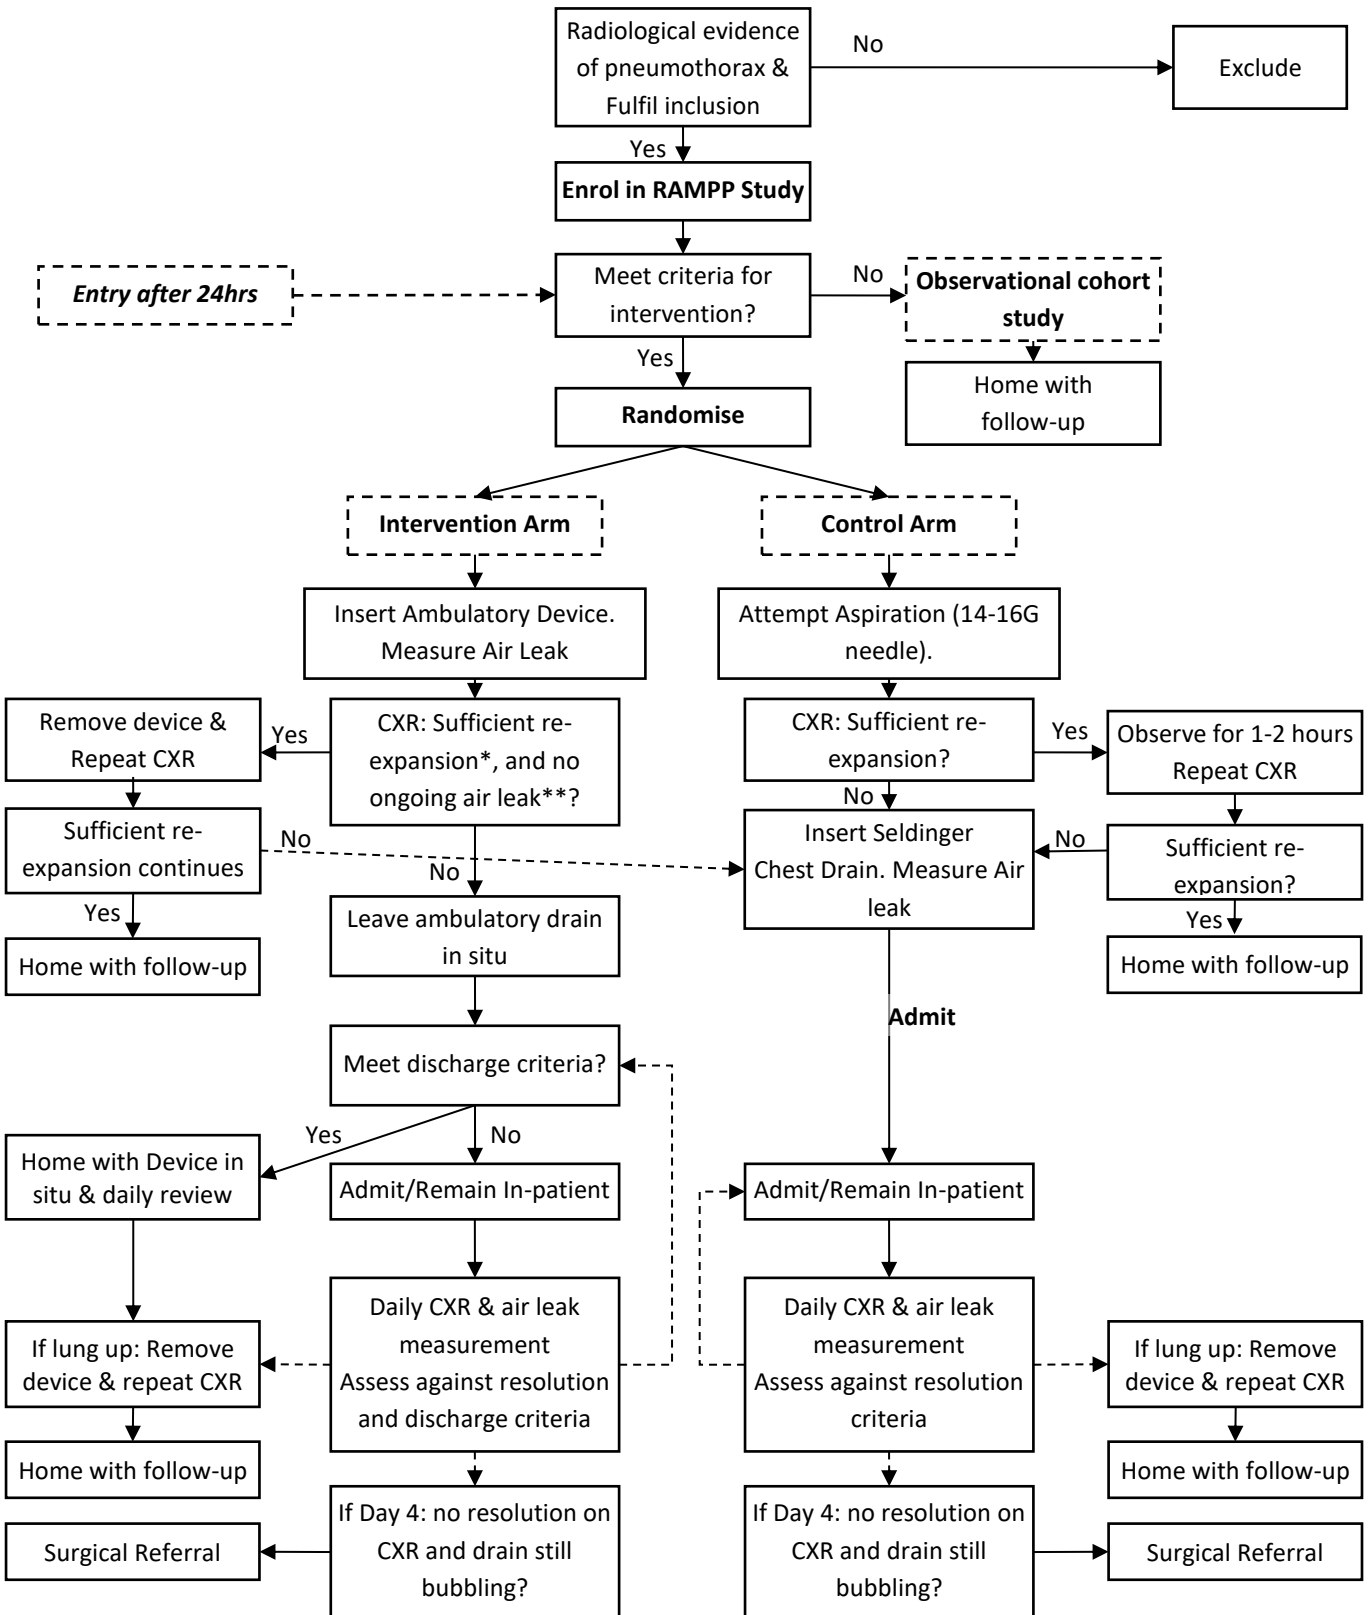 Radiological evidence
of pneumothorax &
Fulfil inclusion
No
Exclude
Yes
Enrol in RAMPP Study
Entry after 24hrs
Meet criteria for
intervention?
No
Observational cohort
study
Yes
Home with
follow-up
Randomise
Intervention Arm
Control Arm
Insert Ambulatory Device.
Measure Air Leak
Attempt Aspiration (14-16G
needle).
Remove device &
Repeat CXR
Yes
CXR: Sufficient re-
expansion*, and no
ongoing air leak**?
CXR: Sufficient re-
expansion?
Yes
Observe for 1-2 hours
Repeat CXR
No
Sufficient re-
expansion continues
No
No
Insert Seldinger
Chest Drain. Measure Air
leak
No
Sufficient re-
expansion?
Yes
Leave ambulatory drain
in situ
Yes
Home with follow-up
Home with follow-up
Admit
Meet discharge criteria?
Yes
No
Home with Device in
situ & daily review
Admit/Remain In-patient
Admit/Remain In-patient
If lung up: Remove
device & repeat CXR
Daily CXR & air leak
measurement
Assess against resolution
and discharge criteria
Daily CXR & air leak
measurement
Assess against resolution
criteria
If lung up: Remove
device & repeat CXR
Home with follow-up
Home with follow-up
Surgical Referral
If Day 4: no resolution on
CXR and drain still
bubbling?
If Day 4: no resolution on
CXR and drain still
bubbling?
Surgical Referral